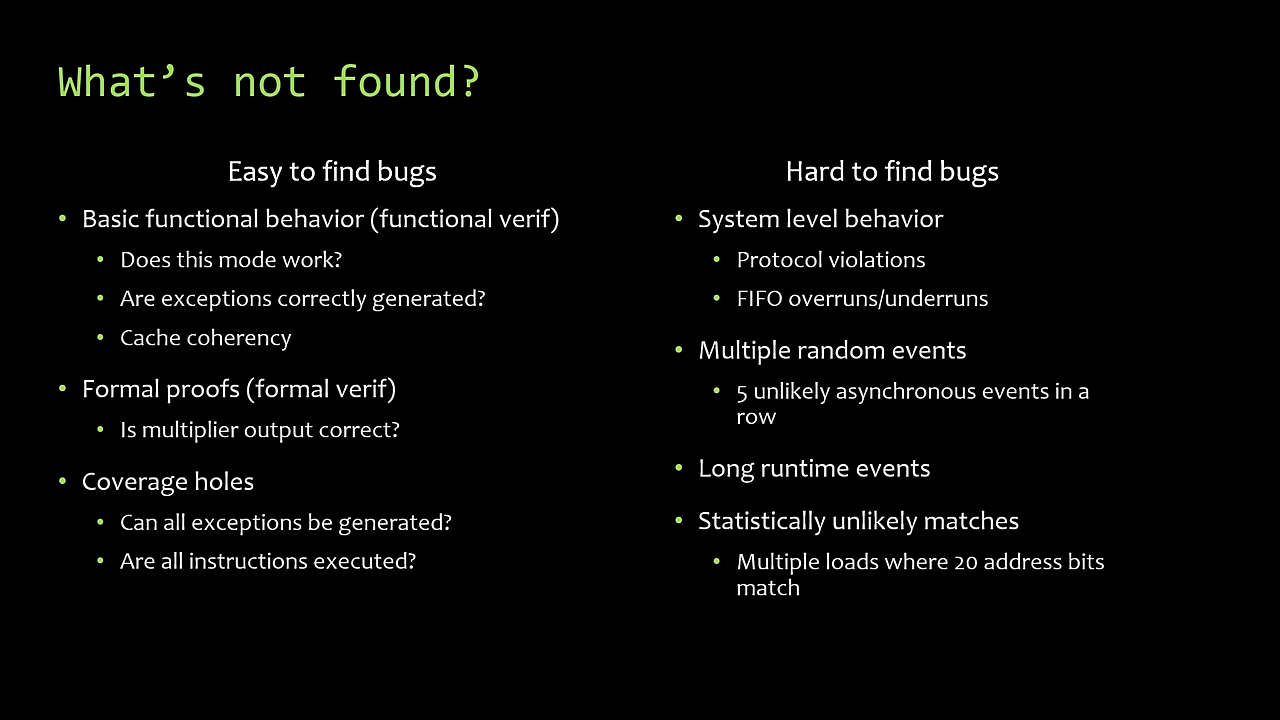 What’s not found?
Easy to find bugs
• Basic functional behavior (functional verif)
• Does this mode work?
• Are exceptions correctly generated?
• Cache coherency
• Formal proofs (formal verif)
• Is multiplier output correct?
• Coverage holes
• Can all exceptions be generated?
• Are all instructions executed?
Hard to find bugs
• System level behavior
• Protocol violations
• FIFO overruns/underruns
• Multiple random events
• 5 unlikely asynchronous events in a
row
• Long runtime events
• Statistically unlikely matches
• Multiple loads where 20 address bits
match